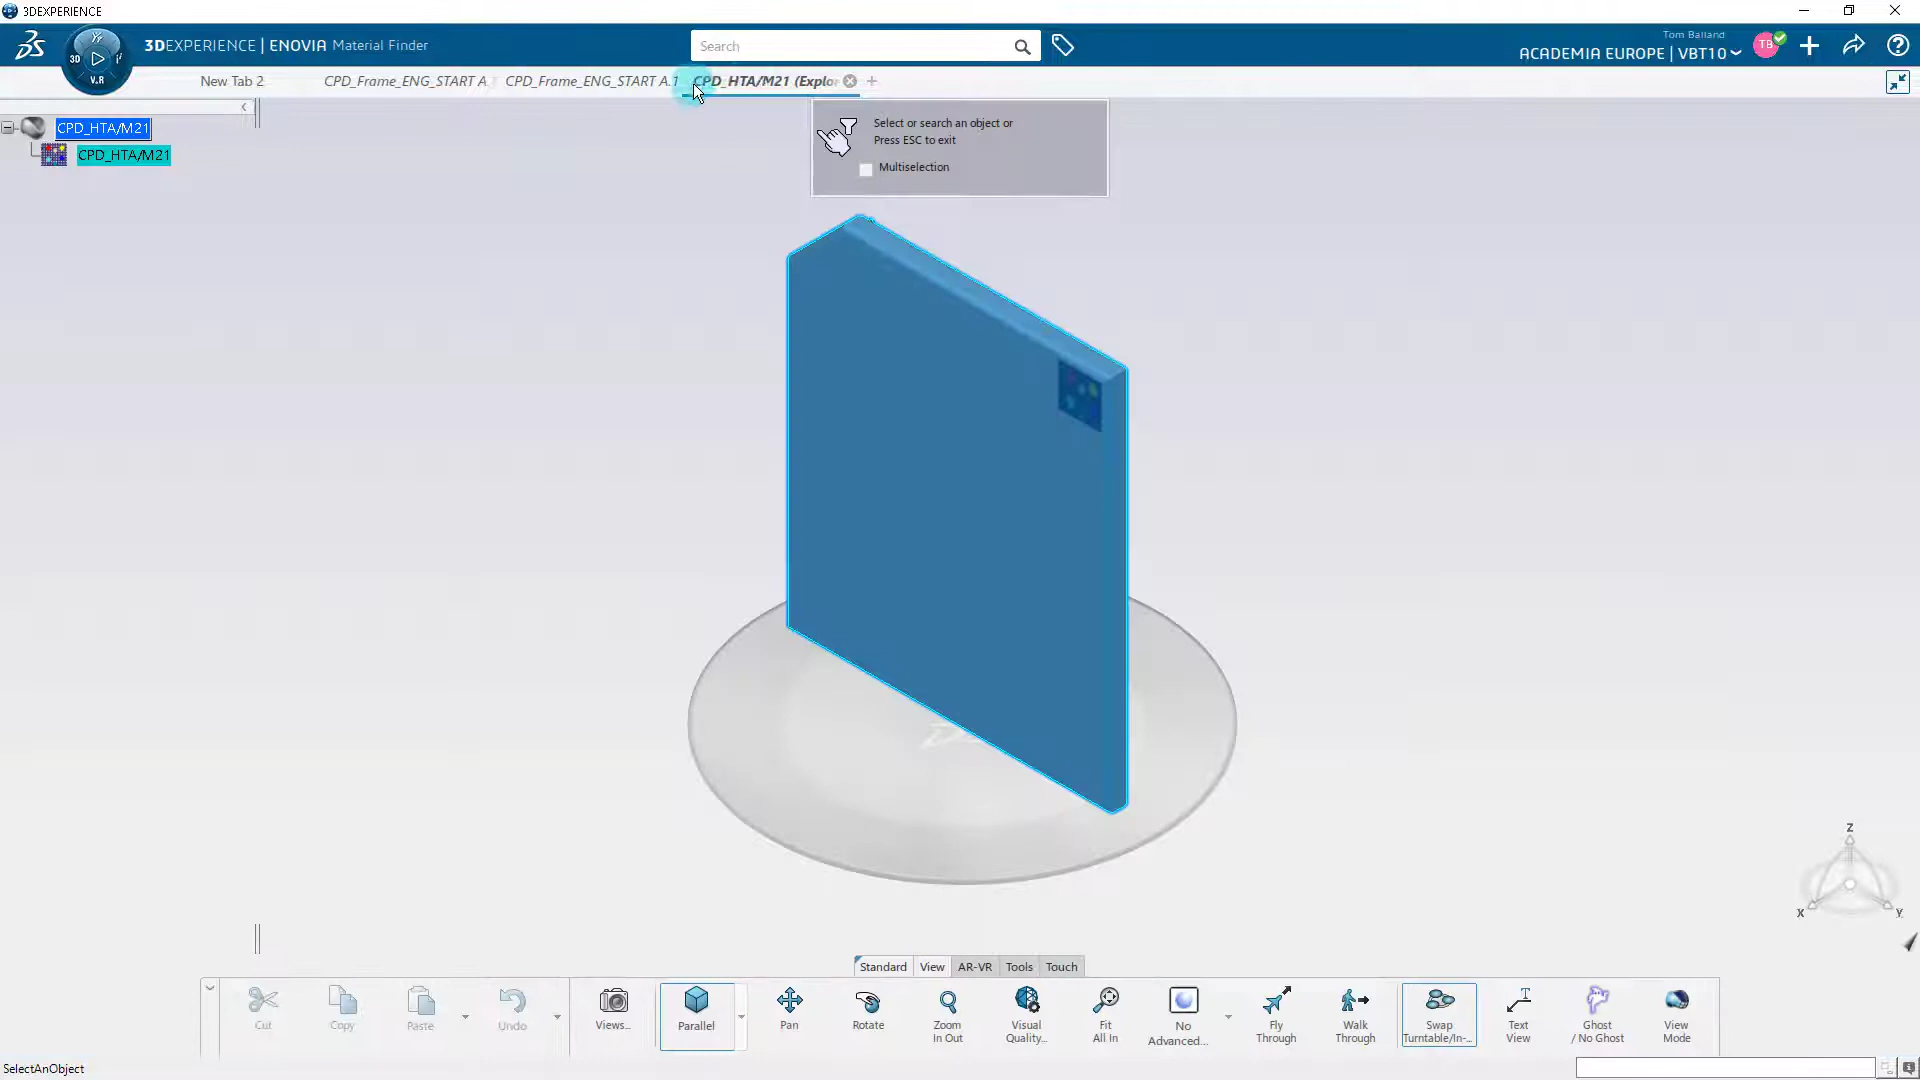 3DEXPERIENCE
3DEXPERIENCE | ENOVIA Material Finder
Search
Tom Balland
ACADEMIA EUROPE | VBT10
TB
3D
V.R
New Tab 2
CPD_Frame_ENG_START A
CPD_Frame_ENG_START A.1
CPD_HTA/M21 (Explo
CPD_HTA/M21
CPD_HTA/M21
Select or search an object or
Press ESC to exit
Multiselection
Z
X
Y
Standard
View
AR-VR
Tools
Touch
Cut
Copy
Paste
Undo
Views...
Parallel
Pan
Rotate
Zoom
In Out
Visual
Quality...
Fit
All In
No
Advanced...
Fly
Through
Walk
Through
Swap
Turntable/In-...
Text
View
Ghost
/ No Ghost
View
Mode
SelectAnObject